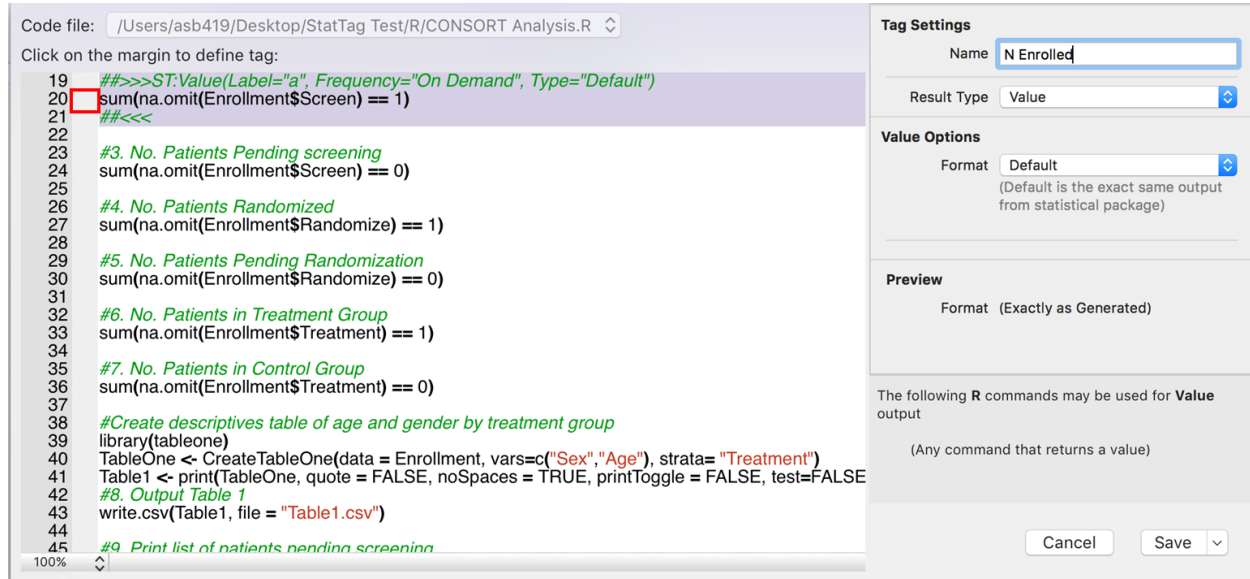 Code file: /Users/asb419/Desktop/StatTag Test/R/CONSORT Analysis.R
Click on the margin to define tag:
19 ##>>>ST:Value(Label="a", Frequency="On Demand", Type="Default")
20 sum(na.omit(Enrollment$Screen) == 1)
21 ##<<<
22
23 #3. No. Patients Pending screening
24 sum(na.omit(Enrollment$Screen) == 0)
25
26 #4. No. Patients Randomized
27 sum(na.omit(Enrollment$Randomize) == 1)
28
29 #5. No. Patients Pending Randomization
30 sum(na.omit(Enrollment$Randomize) == 0)
31
32 #6. No. Patients in Treatment Group
33 sum(na.omit(Enrollment$Treatment) == 1)
34
35 #7. No. Patients in Control Group
36 sum(na.omit(Enrollment$Treatment) == 0)
37
38 #Create descriptives table of age and gender by treatment group
39 library(tableone)
40 TableOne <- CreateTableOne(data = Enrollment, vars=c("Sex","Age"), strata= "Treatment")
41 Table1 <- print(TableOne, quote = FALSE, noSpaces = TRUE, printToggle = FALSE, test=FALSE
42 #8. Output Table 1
43 write.csv(Table1, file = "Table1.csv")
44
45 #9. Print list of patients pending screening
100%
Tag Settings
Name N Enrolled
Result Type Value
Value Options
Format Default
(Default is the exact same output
from statistical package)
Preview
Format (Exactly as Generated)
The following R commands may be used for Value
output
(Any command that returns a value)
Cancel Save